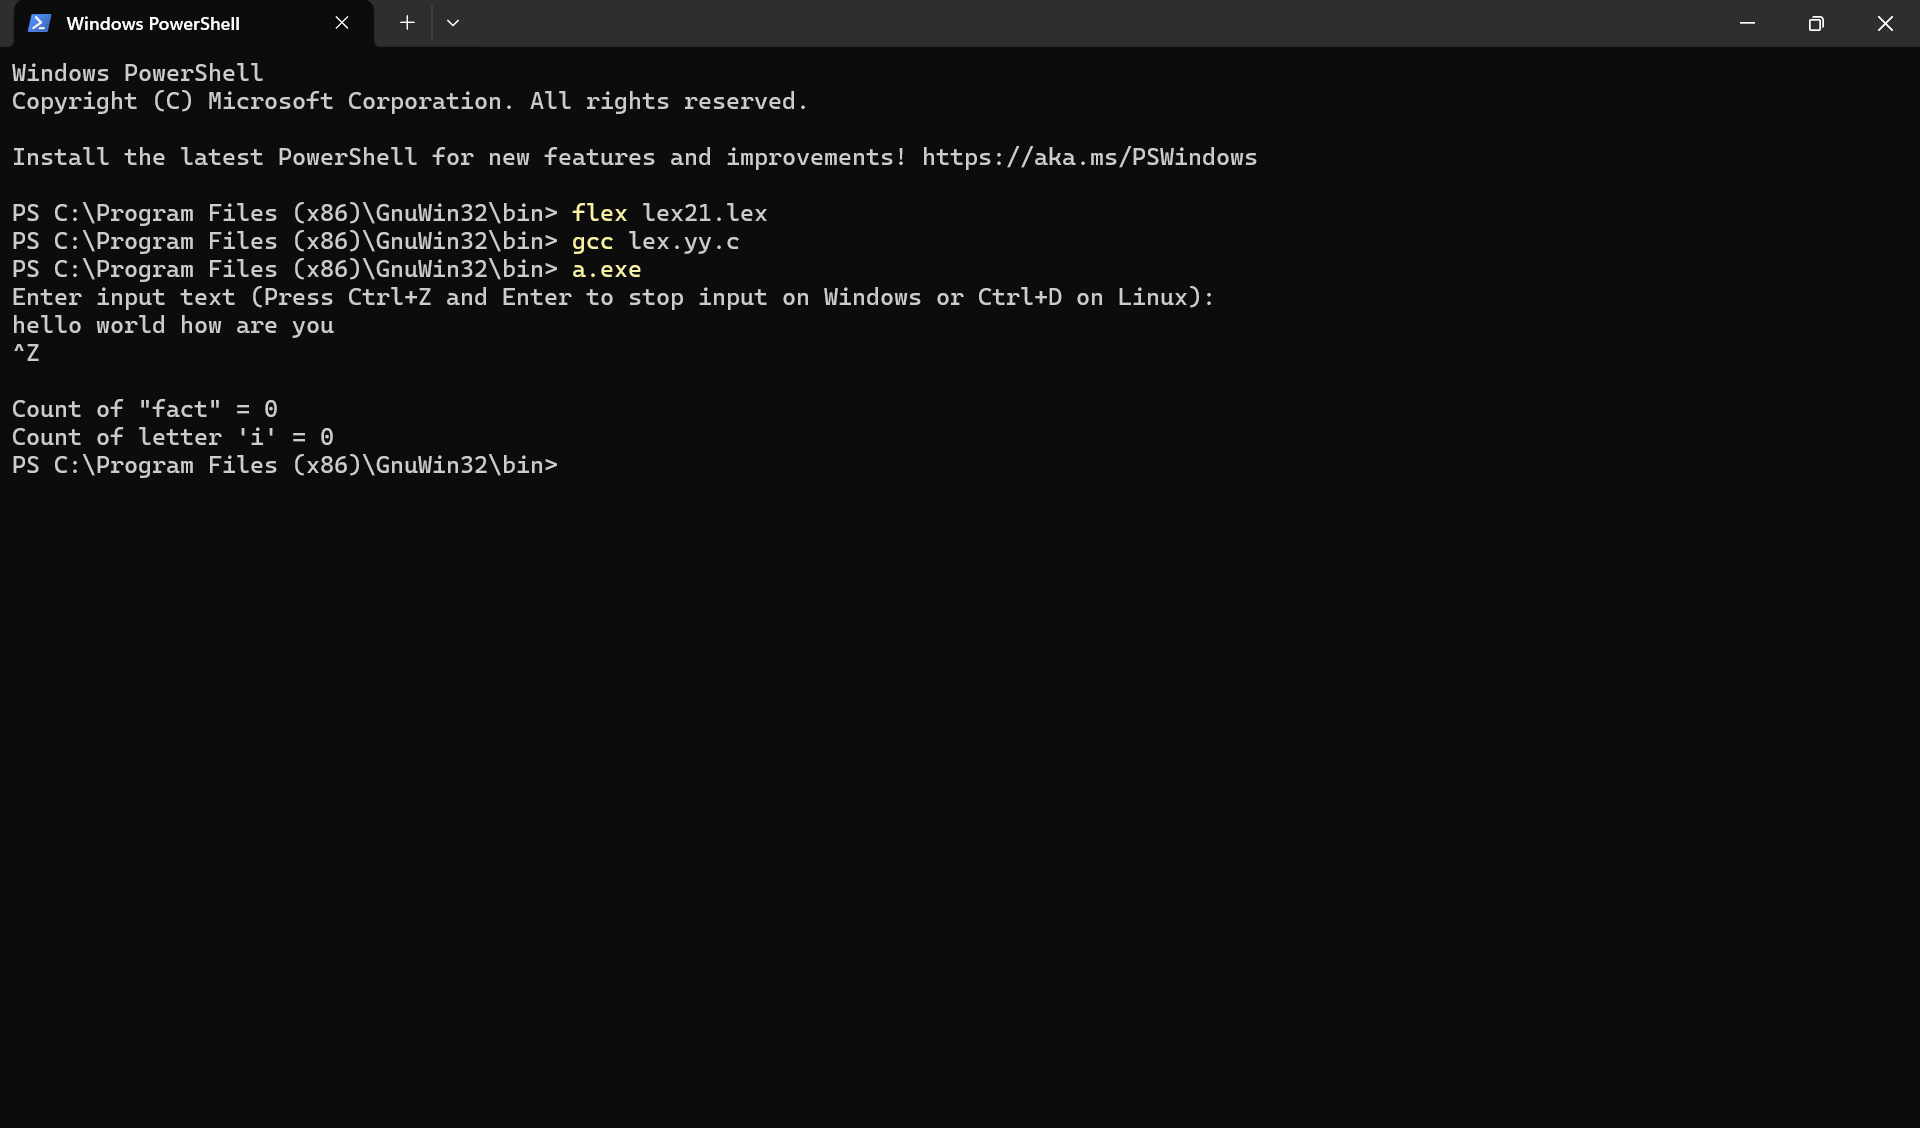 Windows PowerShell
Windows PowerShell
Copyright (C) Microsoft Corporation. All rights reserved.
Install the latest PowerShell for new features and improvements! https://aka.ms/PSWindows
PS C:\Program Files (x86)\GnuWin32\bin> flex lex21.lex
PS C:\Program Files (x86)\GnuWin32\bin> gcc lex.yy.c
PS C:\Program Files (x86)\GnuWin32\bin> a.exe
Enter input text (Press Ctrl+Z and Enter to stop input on Windows or Ctrl+D on Linux):
hello world how are you
^Z
Count of "fact" = 0
Count of letter 'i' = 0
PS C:\Program Files (x86)\GnuWin32\bin>